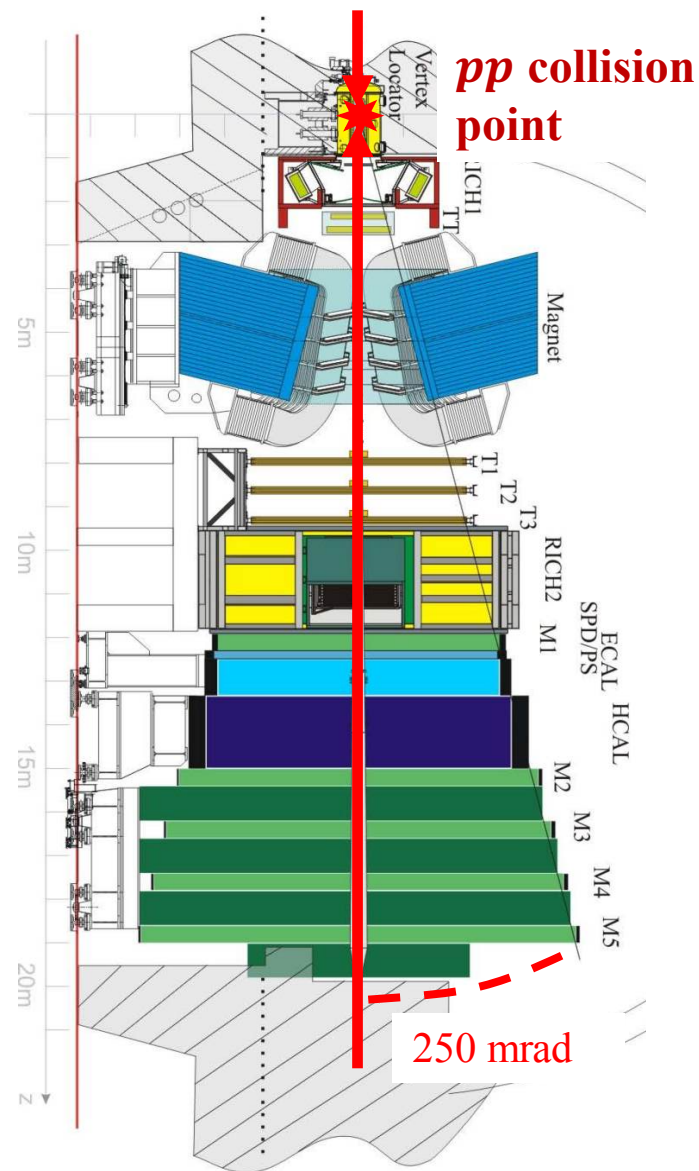 pp collision
point
Vertex
Locator
RICH1
TT
Magnet
5m
T1
T2
T3
RICH2
10m
M1
SPD/PS
ECAL
HCAL
15m
M2
M3
M4
M5
20m
250 mrad
z